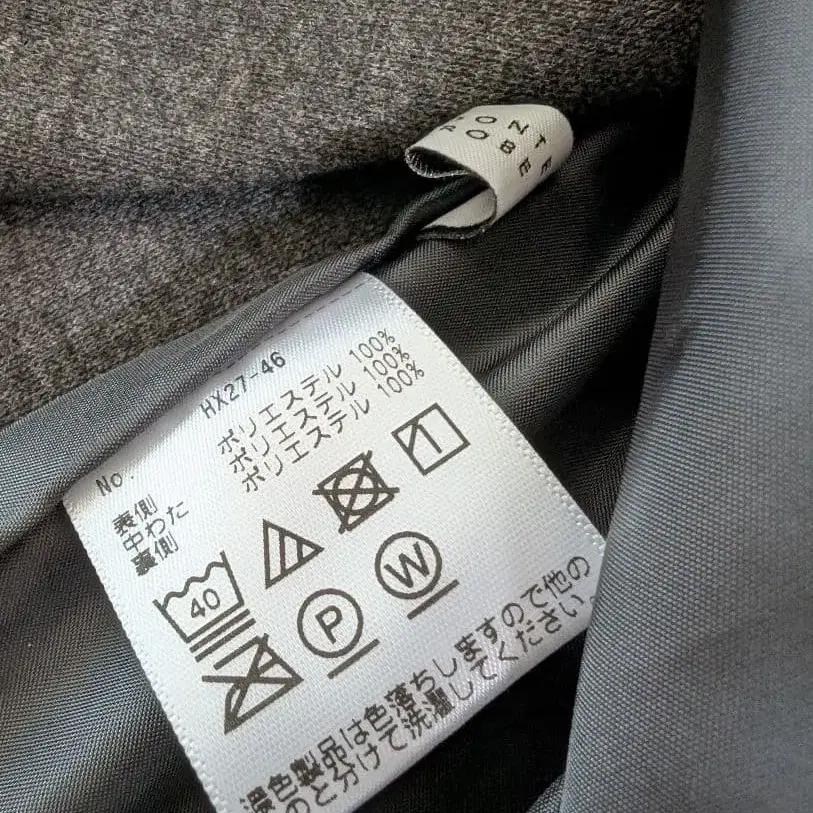 ROBE
No. HX27-46
表側 ポリエステル 100%
中わた ポリエステル 100%
裏側 ポリエステル 100%
40
P W
濃色製品は色落ちしますので他の
のと分けて洗濯してください。